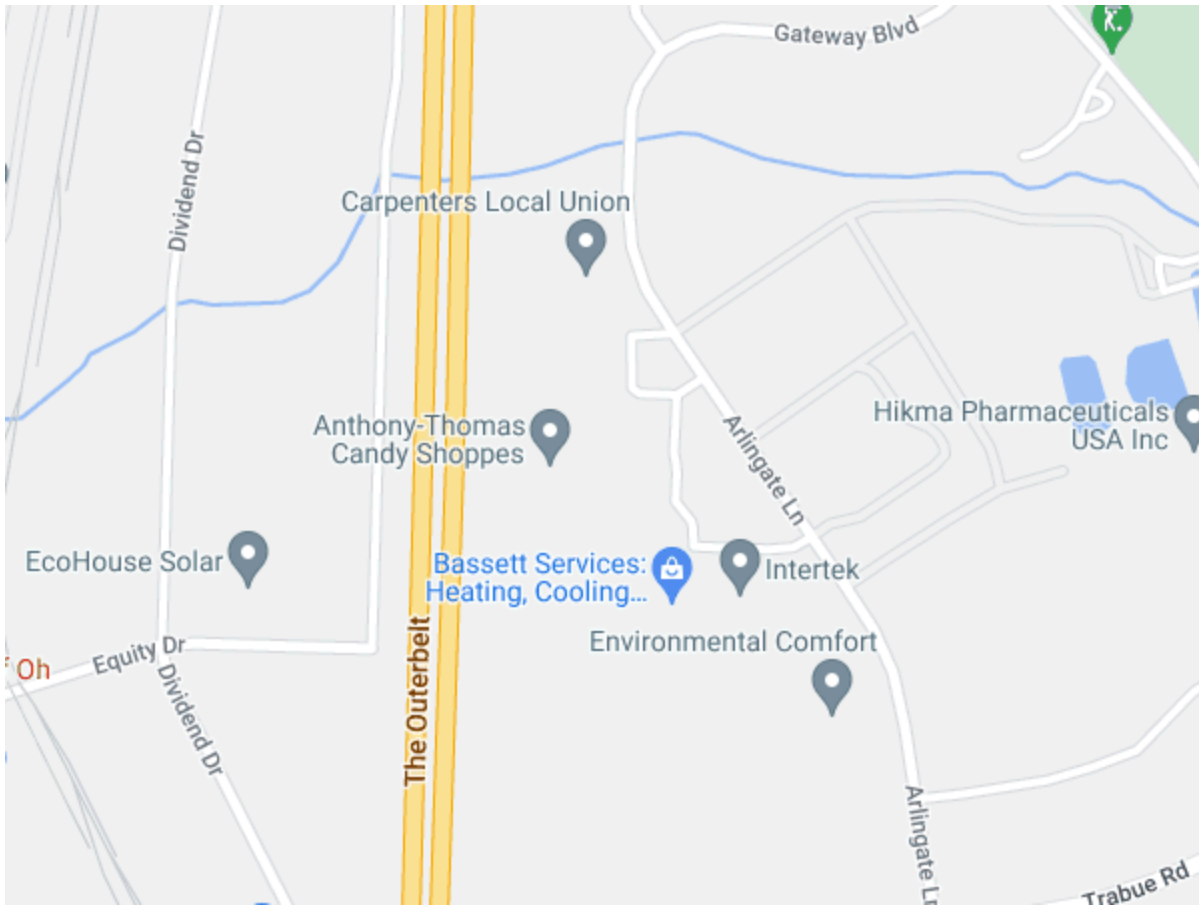 Gateway Blvd
Dividend Dr
Carpenters Local Union
Anthony-Thomas
Candy Shoppes
Arlingate Ln
Hikma Pharmaceuticals
USA Inc
EcoHouse Solar
Bassett Services:
Heating, Cooling...
Intertek
Environmental Comfort
The Outerbelt
Equity Dr
Oh
Dividend Dr
Arlingate Ln
Trabue Rd